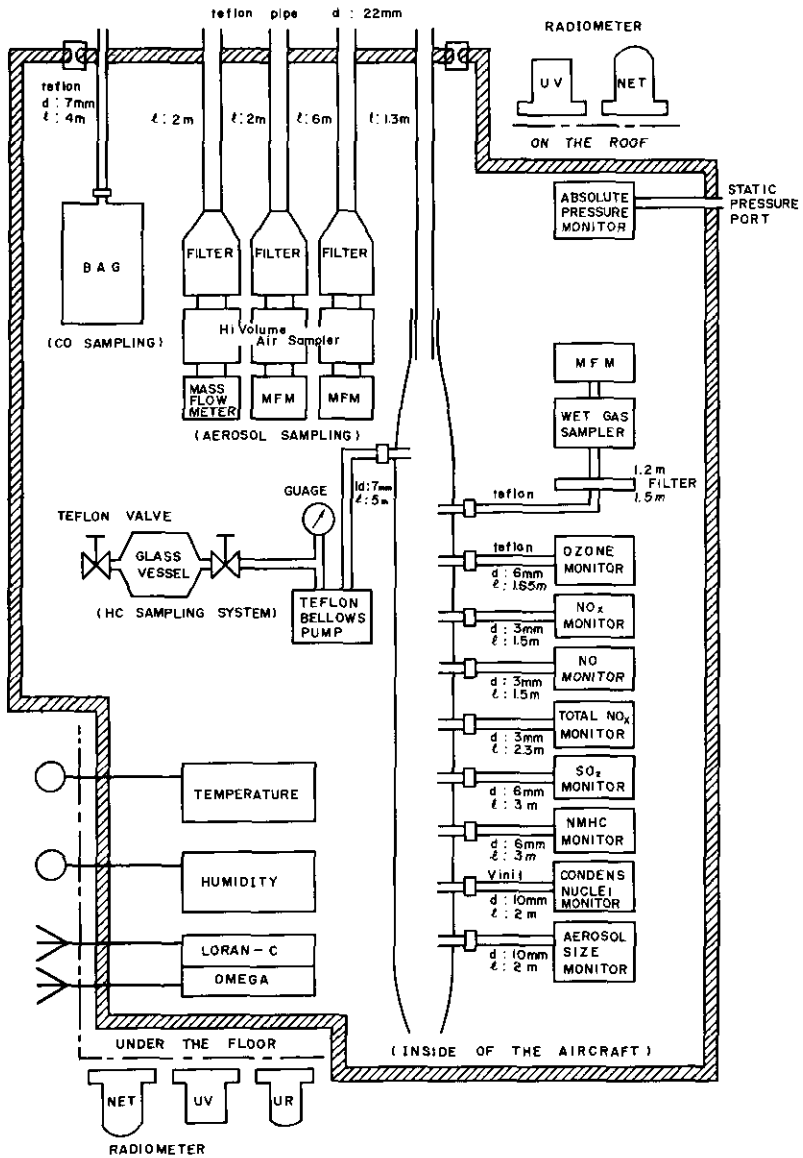 teflon pipe d : 22mm
RADIOMETER
UV
NET
ON THE ROOF
teflon
d : 7mm
ℓ : 4m
ℓ : 2m
ℓ : 2m
ℓ : 6m
ℓ : 1.3m
ABSOLUTE
PRESSURE
MONITOR
STATIC
PRESSURE
PORT
BAG
(CO SAMPLING)
FILTER
FILTER
FILTER
Hi Volume
Air Sampler
MASS
FLOW
METER
MFM
MFM
(AEROSOL SAMPLING)
MFM
WET GAS
SAMPLER
1.2m
FILTER
1.5m
teflon
Id:7mm
ℓ: 5m
GUAGE
TEFLON VALVE
GLASS
VESSEL
(HC SAMPLING SYSTEM)
TEFLON
BELLOWS
PUMP
teflon
d : 6mm
ℓ : 1.65m
OZONE
MONITOR
d : 3mm
ℓ : 1.5m
NOx
MONITOR
d : 3mm
ℓ : 1.5m
NO
MONITOR
d : 3mm
ℓ : 2.3m
TOTAL NOx
MONITOR
d : 6mm
ℓ : 3 m
SO₂
MONITOR
d : 6mm
ℓ : 3m
NMHC
MONITOR
d : 10mm
ℓ : 2 m
CONDENS
NUCLEI
MONITOR
d : 10mm
ℓ : 2 m
AEROSOL
SIZE
MONITOR
TEMPERATURE
HUMIDITY
LORAN-C
OMEGA
UNDER THE FLOOR
(INSIDE OF THE AIRCRAFT)
NET
UV
UR
RADIOMETER